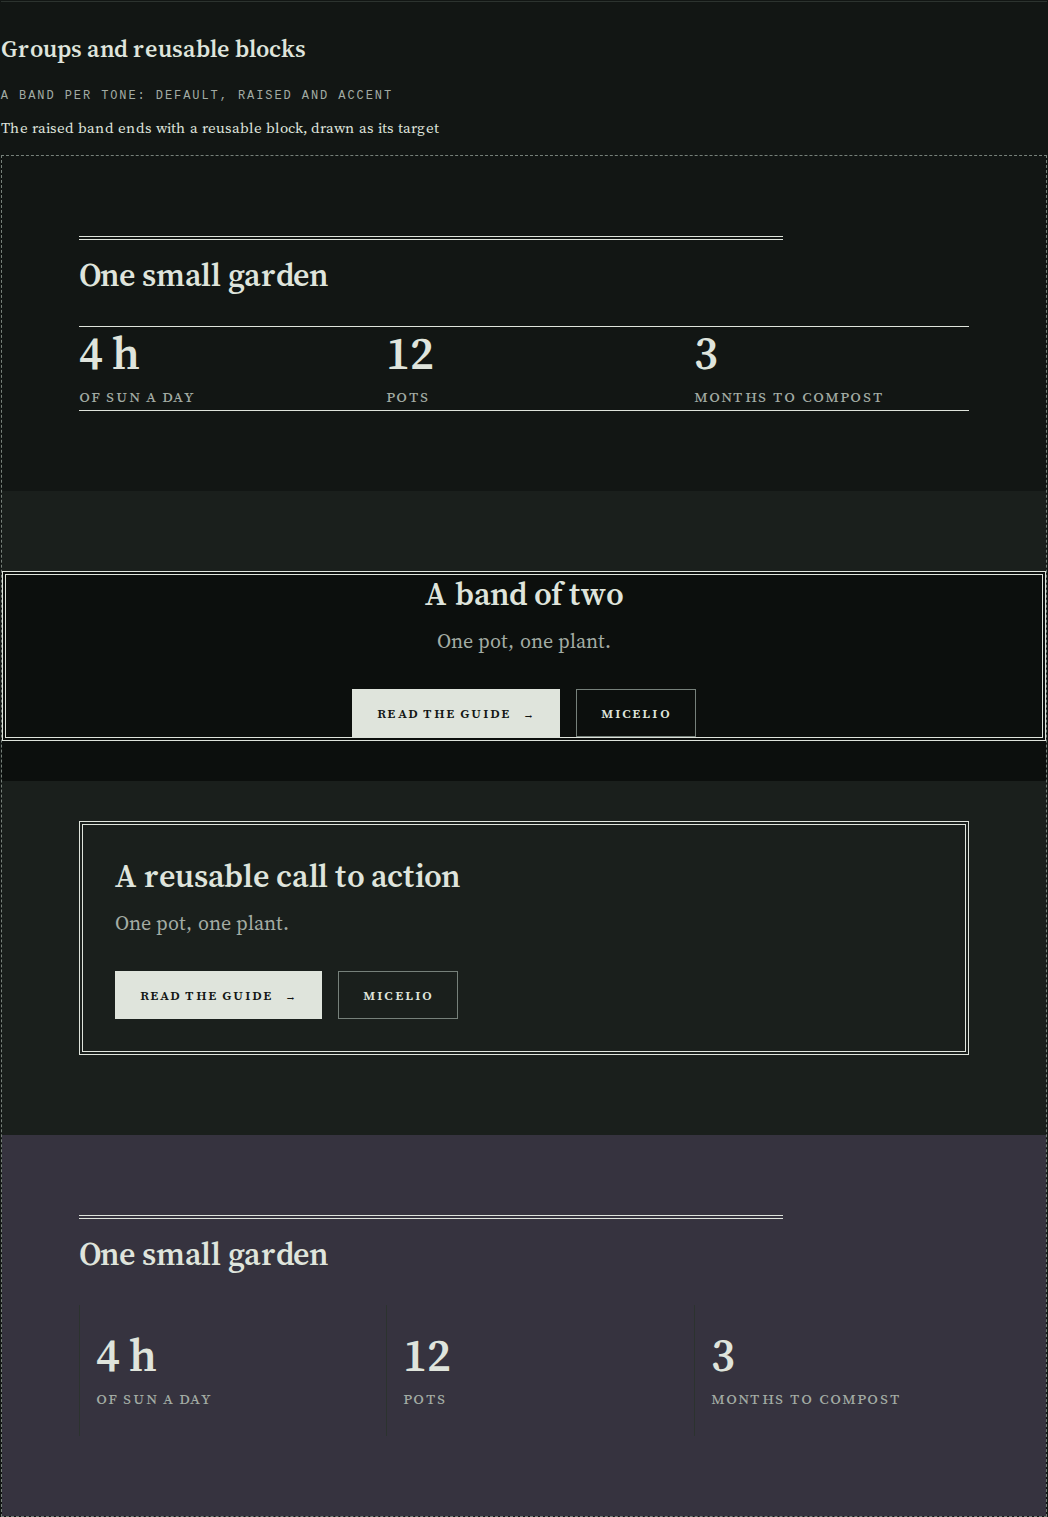 Groups and reusable blocks
A BAND PER TONE: DEFAULT, RAISED AND ACCENT
The raised band ends with a reusable block, drawn as its target
One small garden
4 h 12 3
OF SUN A DAY POTS MONTHS TO COMPOST
A band of two
One pot, one plant.
READ THE GUIDE → MICELIO
A reusable call to action
One pot, one plant.
READ THE GUIDE → MICELIO
One small garden
4 h 12 3
OF SUN A DAY POTS MONTHS TO COMPOST